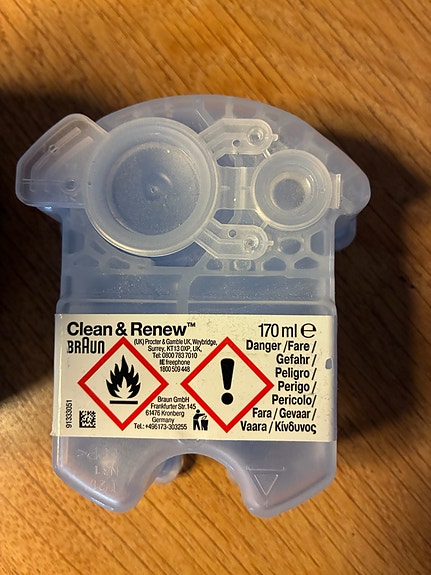 Clean & Renew™
170 ml ℮
BRAUN
(UK) Procter & Gamble UK, Weybridge,
Surrey, KT13 0XP, UK,
Tel: 0800 783 7010
IE freephone
1800 509 448
Danger /Fare /
Gefahr /
Peligro /
Perigo /
Pericolo/
Fara / Gevaar /
Vaara / Κίνδυνος
Braun GmbH
Frankfurter Str.145
61476 Kronberg
Germany
Tel.: +496173-303255
91333051